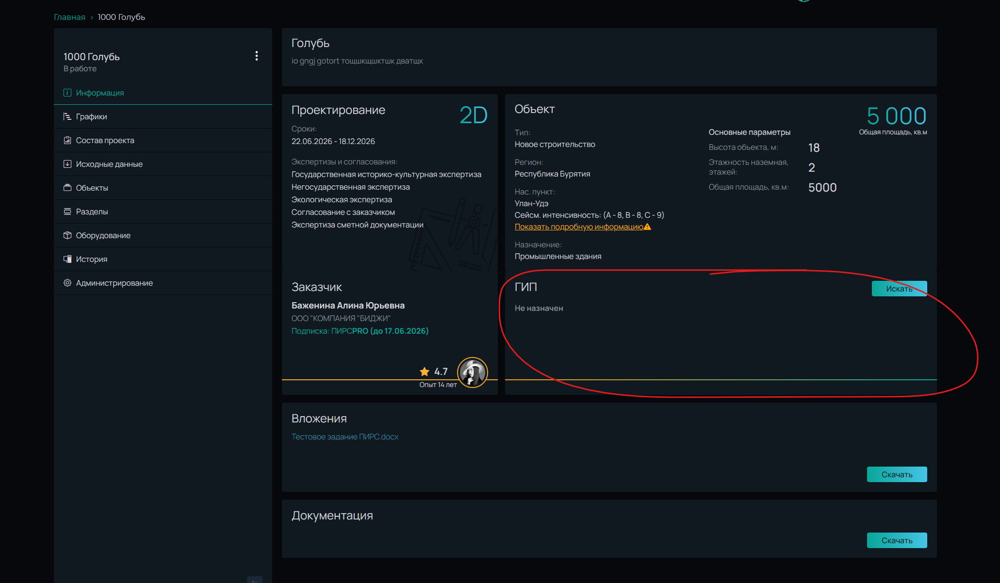 Главная › 1000 Голубь
1000 Голубь
В работе
Информация
Графики
Состав проекта
Исходные данные
Объекты
Разделы
Оборудование
История
Администрирование
Голубь
io gngj gotort тощшкщшктшк дватщк
Проектирование
2D
Сроки:
22.06.2026 - 18.12.2026
Экспертизы и согласования:
Государственная историко-культурная экспертиза
Негосударственная экспертиза
Экологическая экспертиза
Согласование с заказчиком
Экспертиза сметной документации
Объект
5 000
Общая площадь, кв.м
Тип:
Новое строительство
Регион:
Республика Бурятия
Нас. пункт:
Улан-Удэ
Сейсм. интенсивность: (A - 8, B - 8, C - 9)
Показать подробную информацию
Назначение:
Промышленные здания
Основные параметры
Высота объекта, м: 18
Этажность наземная,
этажей: 2
Общая площадь, кв.м: 5000
Заказчик
Баженина Алина Юрьевна
ООО "КОМПАНИЯ "БИДЖИ"
Подписка: ПИРСPRO (до 17.06.2026)
4.7
Опыт 14 лет
ГИП
Искать
Не назначен
Вложения
Тестовое задание ПИРС.docx
Скачать
Документация
Скачать